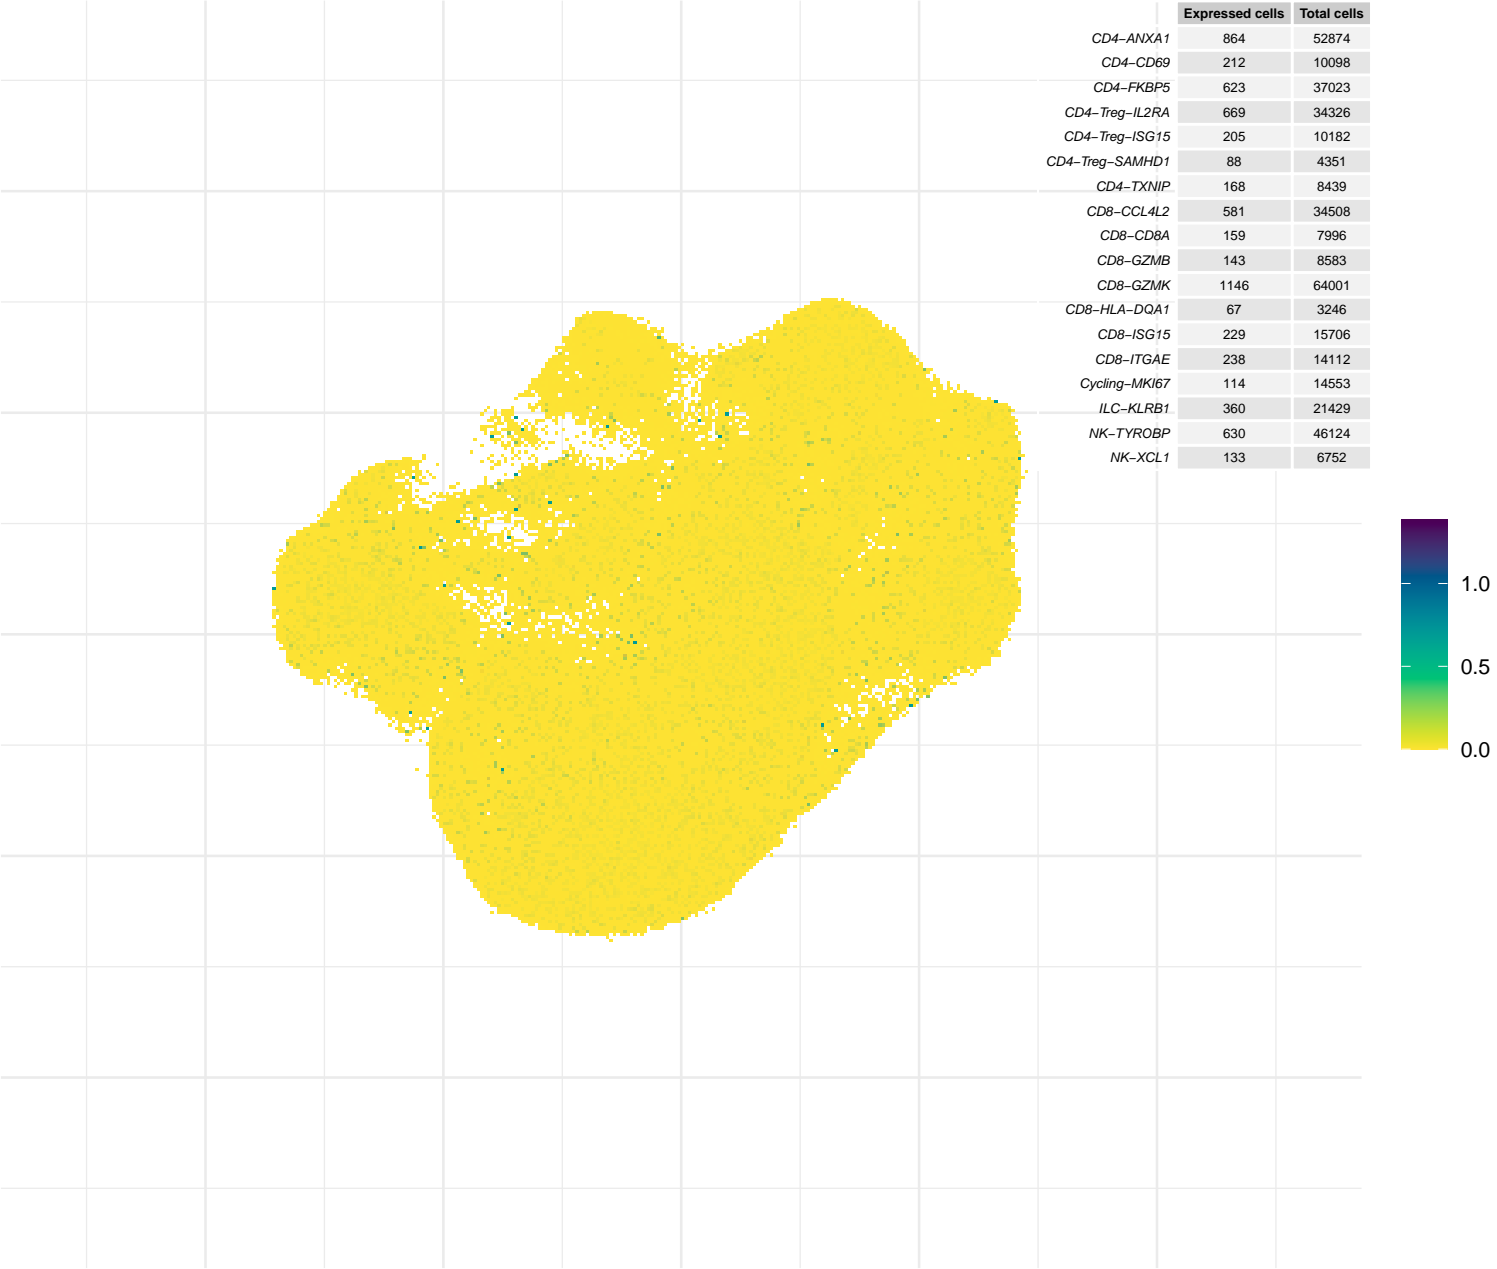 Expressed cells Total cells
CD4−ANXA1 864 52874
CD4−CD69 212 10098
CD4−FKBP5 623 37023
CD4−Treg−IL2RA 669 34326
CD4−Treg−ISG15 205 10182
CD4−Treg−SAMHD1 88 4351
CD4−TXNIP 168 8439
CD8−CCL4L2 581 34508
CD8−CD8A 159 7996
CD8−GZMB 143 8583
CD8−GZMK 1146 64001
CD8−HLA−DQA1 67 3246
CD8−ISG15 229 15706
CD8−ITGAE 238 14112
Cycling−MKI67 114 14553
ILC−KLRB1 360 21429
NK−TYROBP 630 46124
NK−XCL1 133 6752
1.0
0.5
0.0